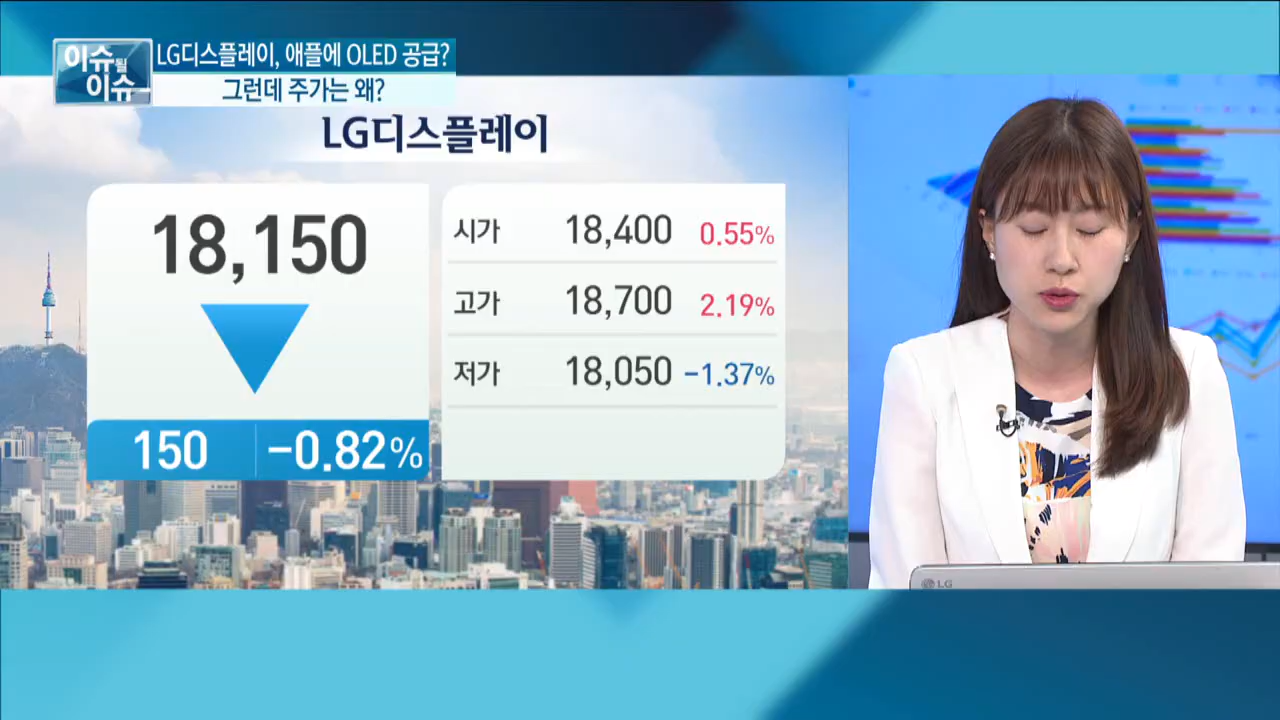 이슈될
이슈
LG디스플레이, 애플에 OLED 공급?
그런데 주가는 왜?
LG디스플레이
18,150
150 -0.82%
시가 18,400 0.55%
고가 18,700 2.19%
저가 18,050 -1.37%
LG